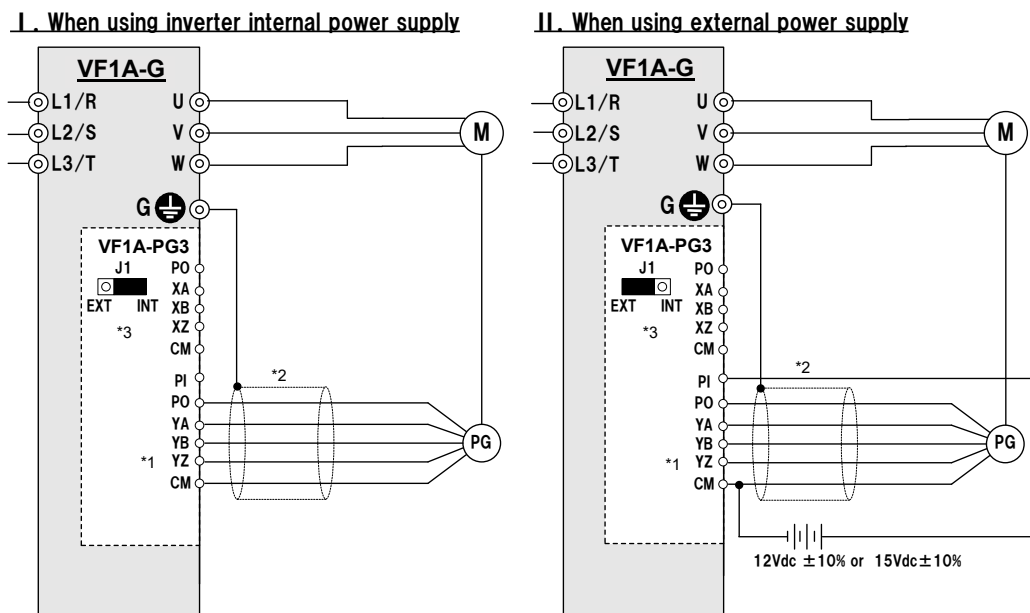 I. When using inverter internal power supply
VF1A-G
L1/R
U
L2/S
V
L3/T
W
M
G
VF1A-PG3
J1
PO
XA
EXT INT
XB
*3
XZ
CM
PI
*2
PO
YA
YB
PG
*1
YZ
CM
II. When using external power supply
VF1A-G
L1/R
U
L2/S
V
L3/T
W
M
G
VF1A-PG3
J1
PO
XA
EXT INT
XB
*3
XZ
CM
PI
*2
PO
YA
YB
PG
*1
YZ
CM
12Vdc ±10% or 15Vdc±10%